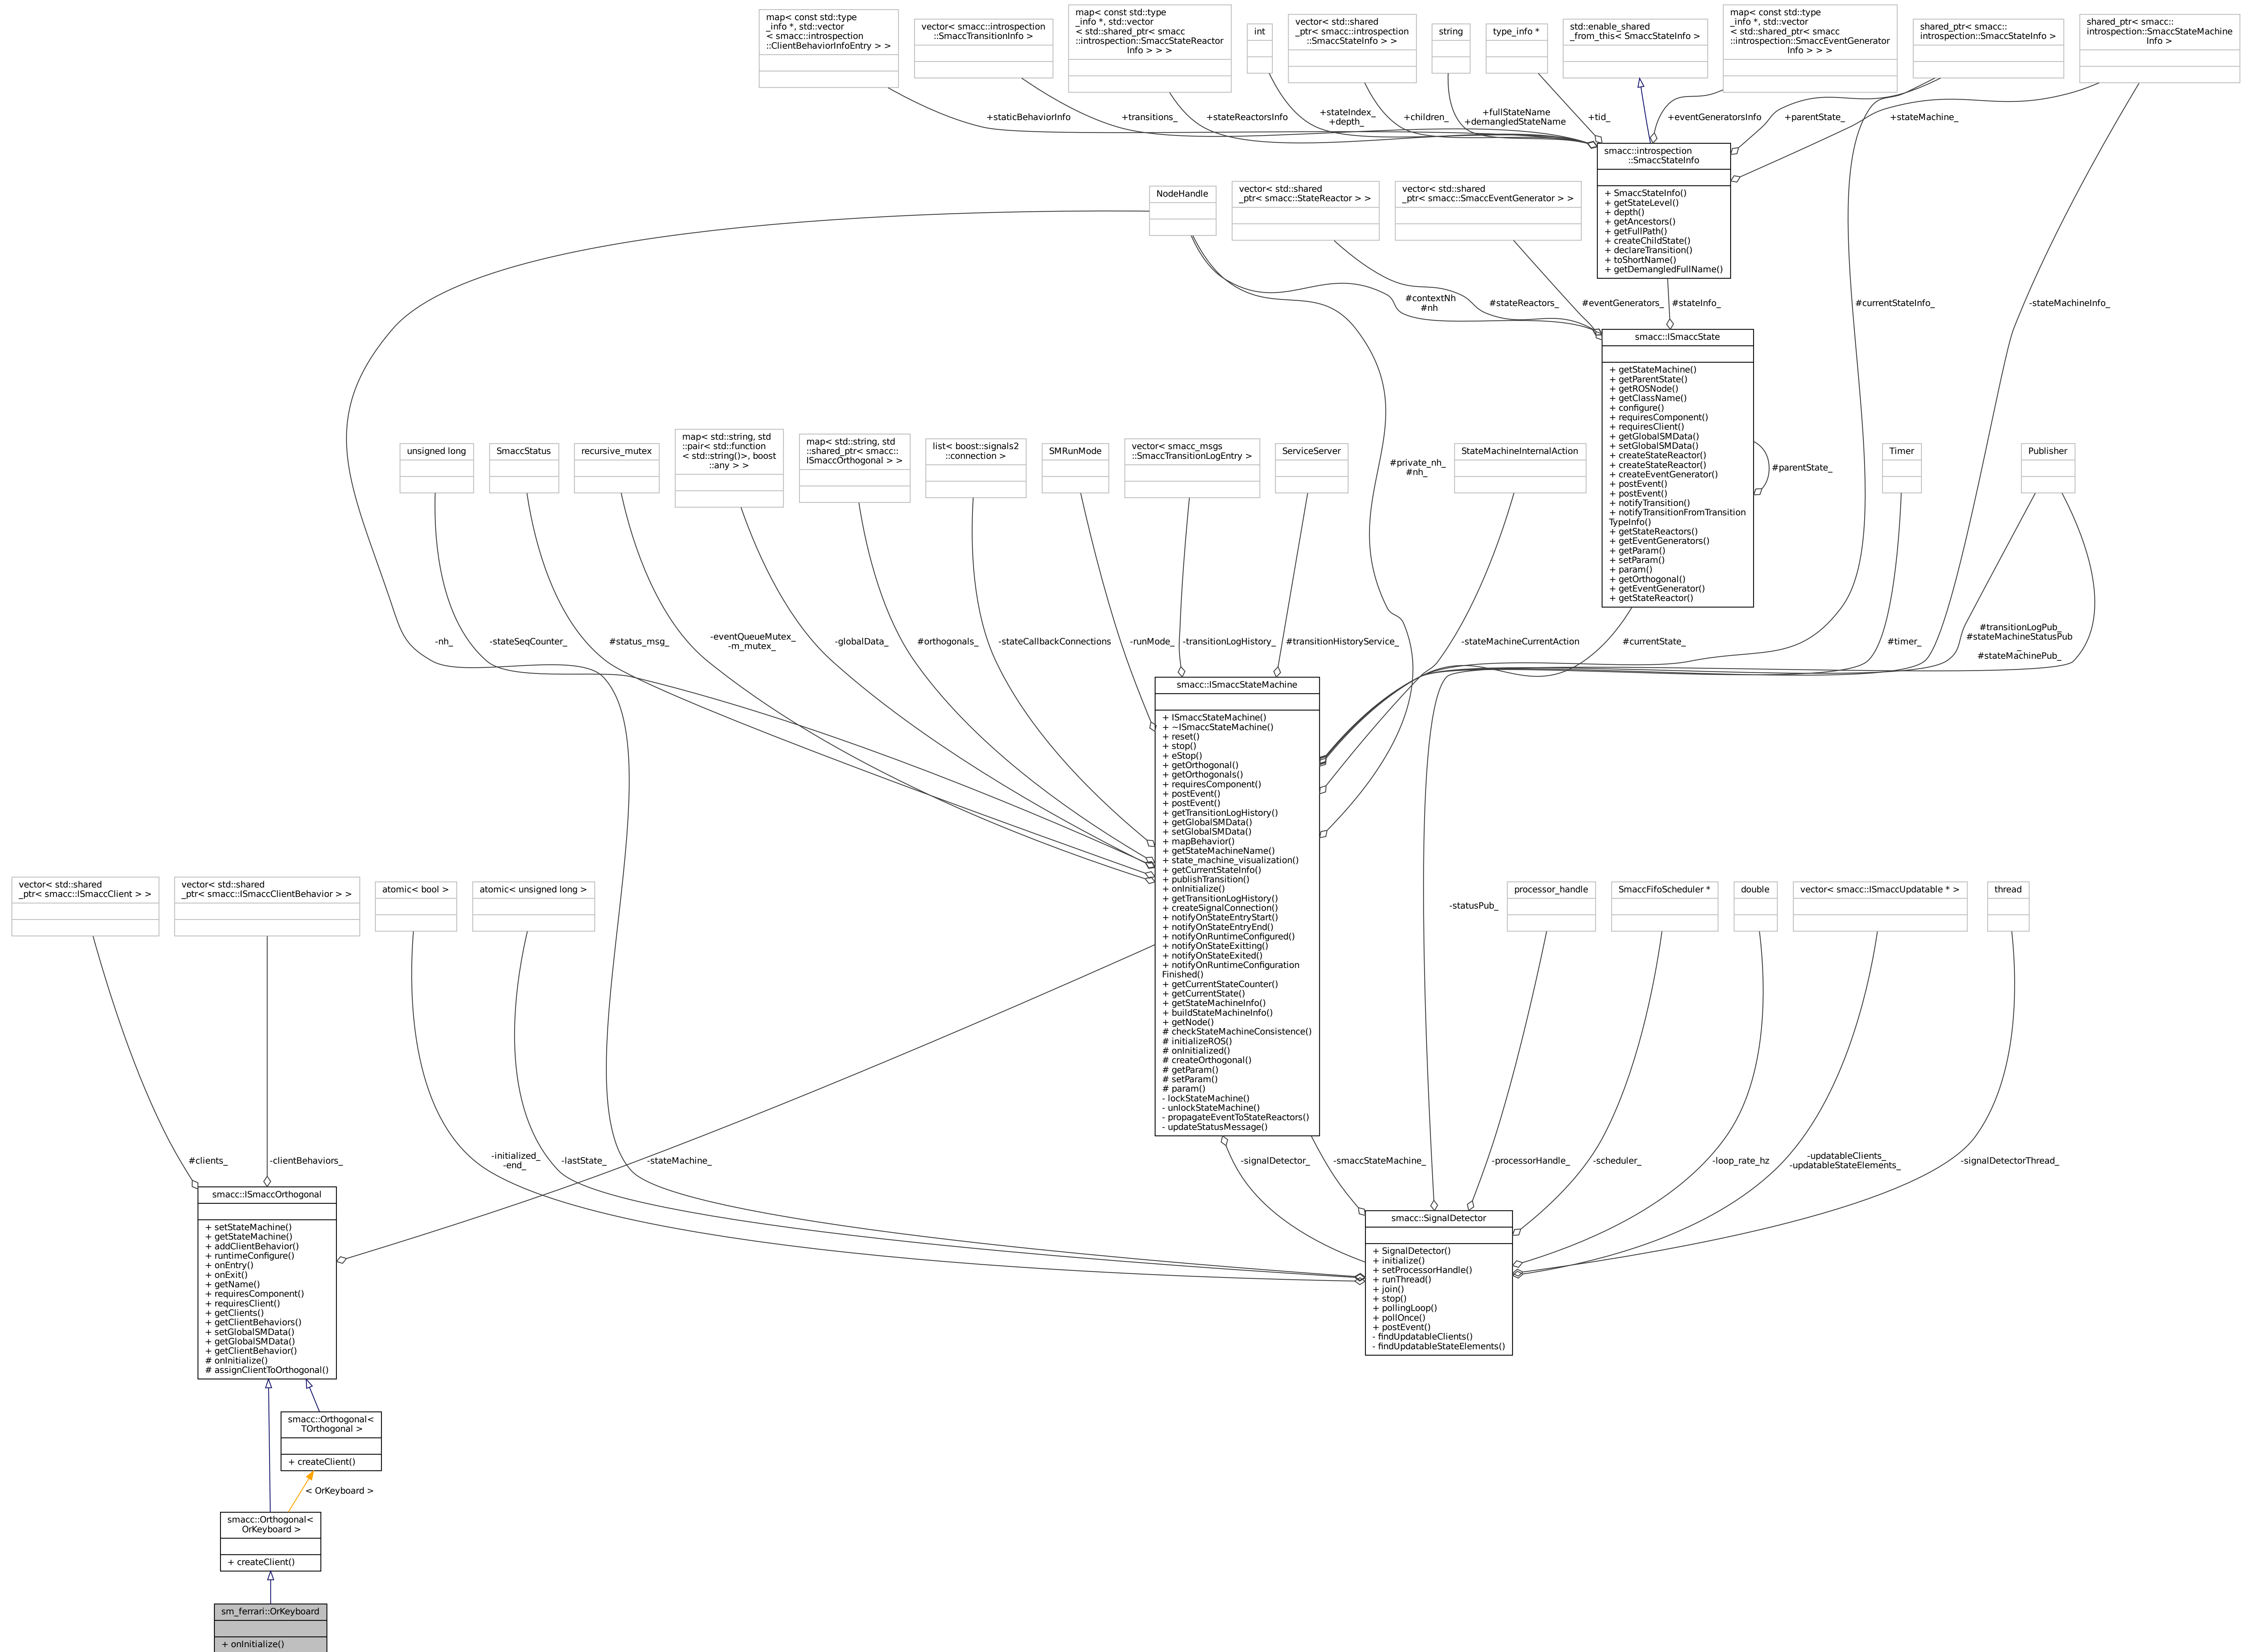 map< const std::type
_info *, std::vector
< smacc::introspection
::ClientBehaviorInfoEntry > >
vector< smacc::introspection
::SmaccTransitionInfo >
map< const std::type
_info *, std::vector
< std::shared_ptr< smacc
::introspection::SmaccStateReactor
Info > > >
int
vector< std::shared
_ptr< smacc::introspection
::SmaccStateInfo > >
string
type_info *
std::enable_shared
_from_this< SmaccStateInfo >
map< const std::type
_info *, std::vector
< std::shared_ptr< smacc
::introspection::SmaccEventGenerator
Info > > >
shared_ptr< smacc::
introspection::SmaccStateInfo >
shared_ptr< smacc::
introspection::SmaccStateMachine
Info >
+staticBehaviorInfo
+transitions_
+stateReactorsInfo
+stateIndex_
+depth_
+children_
+fullStateName
+demangledStateName
+tid_
+eventGeneratorsInfo
+parentState_
+stateMachine_
smacc::introspection
::SmaccStateInfo
+ SmaccStateInfo()
+ getStateLevel()
+ depth()
+ getAncestors()
+ getFullPath()
+ createChildState()
+ declareTransition()
+ toShortName()
+ getDemangledFullName()
NodeHandle
vector< std::shared
_ptr< smacc::StateReactor > >
vector< std::shared
_ptr< smacc::SmaccEventGenerator > >
#contextNh
#nh
#stateReactors_
#eventGenerators_
#stateInfo_
#currentStateInfo_
-stateMachineInfo_
smacc::ISmaccState
+ getStateMachine()
+ getParentState()
+ getROSNode()
+ getClassName()
+ configure()
+ requiresComponent()
+ requiresClient()
+ getGlobalSMData()
+ setGlobalSMData()
+ createStateReactor()
+ createStateReactor()
+ createEventGenerator()
+ postEvent()
+ postEvent()
+ notifyTransition()
+ notifyTransitionFromTransition
TypeInfo()
+ getStateReactors()
+ getEventGenerators()
+ getParam()
+ setParam()
+ param()
+ getOrthogonal()
+ getEventGenerator()
+ getStateReactor()
#parentState_
unsigned long
SmaccStatus
recursive_mutex
map< std::string, std
::pair< std::function
< std::string()>, boost
::any > >
map< std::string, std
::shared_ptr< smacc::
ISmaccOrthogonal > >
list< boost::signals2
::connection >
SMRunMode
vector< smacc_msgs
::SmaccTransitionLogEntry >
ServiceServer
#private_nh_
#nh_
StateMachineInternalAction
Timer
Publisher
-nh_
-stateSeqCounter_
#status_msg_
-eventQueueMutex_
-m_mutex_
-globalData_
#orthogonals_
-stateCallbackConnections
-runMode_
-transitionLogHistory_
#transitionHistoryService_
-stateMachineCurrentAction
#currentState_
#timer_
#transitionLogPub_
#stateMachineStatusPub
_
#stateMachinePub_
smacc::ISmaccStateMachine
+ ISmaccStateMachine()
+ ~ISmaccStateMachine()
+ reset()
+ stop()
+ eStop()
+ getOrthogonal()
+ getOrthogonals()
+ requiresComponent()
+ postEvent()
+ postEvent()
+ getTransitionLogHistory()
+ getGlobalSMData()
+ setGlobalSMData()
+ mapBehavior()
+ getStateMachineName()
+ state_machine_visualization()
+ getCurrentStateInfo()
+ publishTransition()
+ onInitialize()
+ getTransitionLogHistory()
+ createSignalConnection()
+ notifyOnStateEntryStart()
+ notifyOnStateEntryEnd()
+ notifyOnRuntimeConfigured()
+ notifyOnStateExitting()
+ notifyOnStateExited()
+ notifyOnRuntimeConfiguration
Finished()
+ getCurrentStateCounter()
+ getCurrentState()
+ getStateMachineInfo()
+ buildStateMachineInfo()
+ getNode()
# checkStateMachineConsistence()
# initializeROS()
# onInitialized()
# createOrthogonal()
# getParam()
# setParam()
# param()
- lockStateMachine()
- unlockStateMachine()
- propagateEventToStateReactors()
- updateStatusMessage()
vector< std::shared
_ptr< smacc::ISmaccClient > >
vector< std::shared
_ptr< smacc::ISmaccClientBehavior > >
atomic< bool >
atomic< unsigned long >
-statusPub_
processor_handle
SmaccFifoScheduler *
double
vector< smacc::ISmaccUpdatable * >
thread
#clients_
-clientBehaviors_
-initialized_
-end_
-lastState_
-stateMachine_
-signalDetector_
-smaccStateMachine_
-processorHandle_
-scheduler_
-loop_rate_hz
-updatableClients_
-updatableStateElements_
-signalDetectorThread_
smacc::ISmaccOrthogonal
+ setStateMachine()
+ getStateMachine()
+ addClientBehavior()
+ runtimeConfigure()
+ onEntry()
+ onExit()
+ getName()
+ requiresComponent()
+ requiresClient()
+ getClients()
+ getClientBehaviors()
+ setGlobalSMData()
+ getGlobalSMData()
+ getClientBehavior()
# onInitialize()
# assignClientToOrthogonal()
smacc::SignalDetector
+ SignalDetector()
+ initialize()
+ setProcessorHandle()
+ runThread()
+ join()
+ stop()
+ pollingLoop()
+ pollOnce()
+ postEvent()
- findUpdatableClients()
- findUpdatableStateElements()
smacc::Orthogonal<
TOrthogonal >
+ createClient()
< OrKeyboard >
smacc::Orthogonal<
OrKeyboard >
+ createClient()
sm_ferrari::OrKeyboard
+ onInitialize()